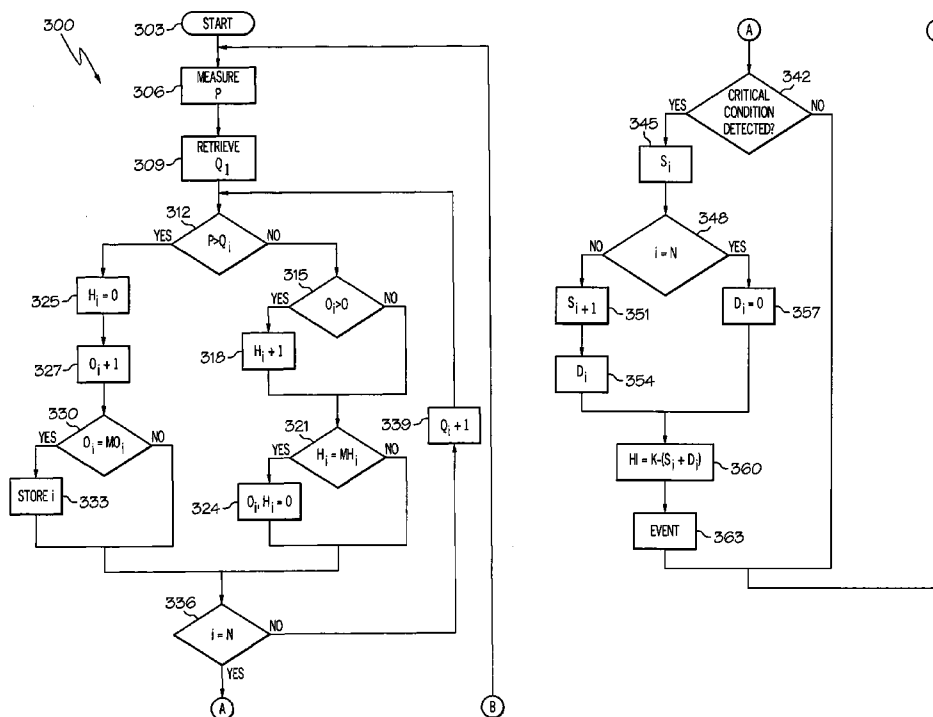 300
303
START
306
MEASURE
P
309
RETRIEVE
Q1
312
YES
P>Qi
NO
325
Hi=0
315
YES
Oi>0
NO
318
Hi+1
327
Oi+1
330
YES
Oi=MOi
NO
333
STORE i
321
YES
Hi=MHi
NO
324
Oi,Hi=0
339
Qi+1
336
i=N
NO
YES
A
B
A
342
CRITICAL
CONDITION
DETECTED?
YES
NO
345
Si
348
NO
i=N
YES
Si+1
351
Di=0
357
Di
354
HI=K-(Si+Di)
360
EVENT
363